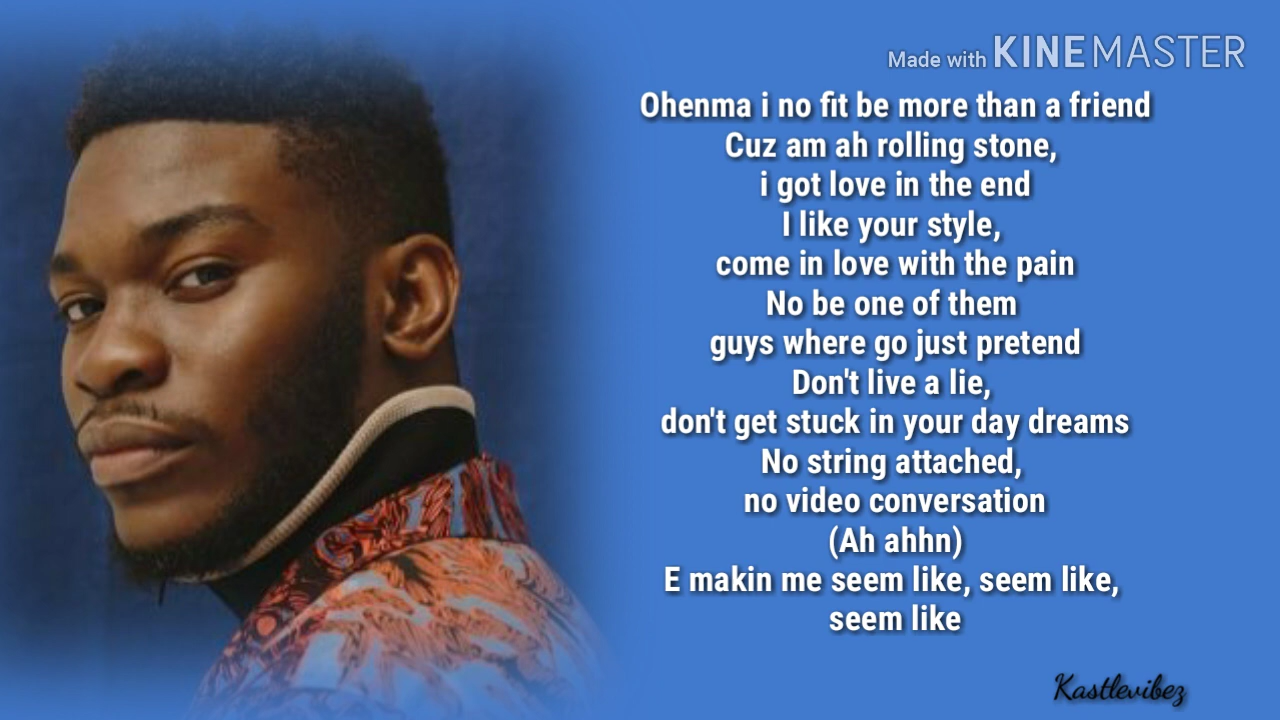 Made with KINEMASTER
Ohenma i no fit be more than a friend
Cuz am ah rolling stone,
i got love in the end
I like your style,
come in love with the pain
No be one of them
guys where go just pretend
Don't live a lie,
don't get stuck in your day dreams
No string attached,
no video conversation
(Ah ahhn)
E makin me seem like, seem like,
seem like
Kastlevibez